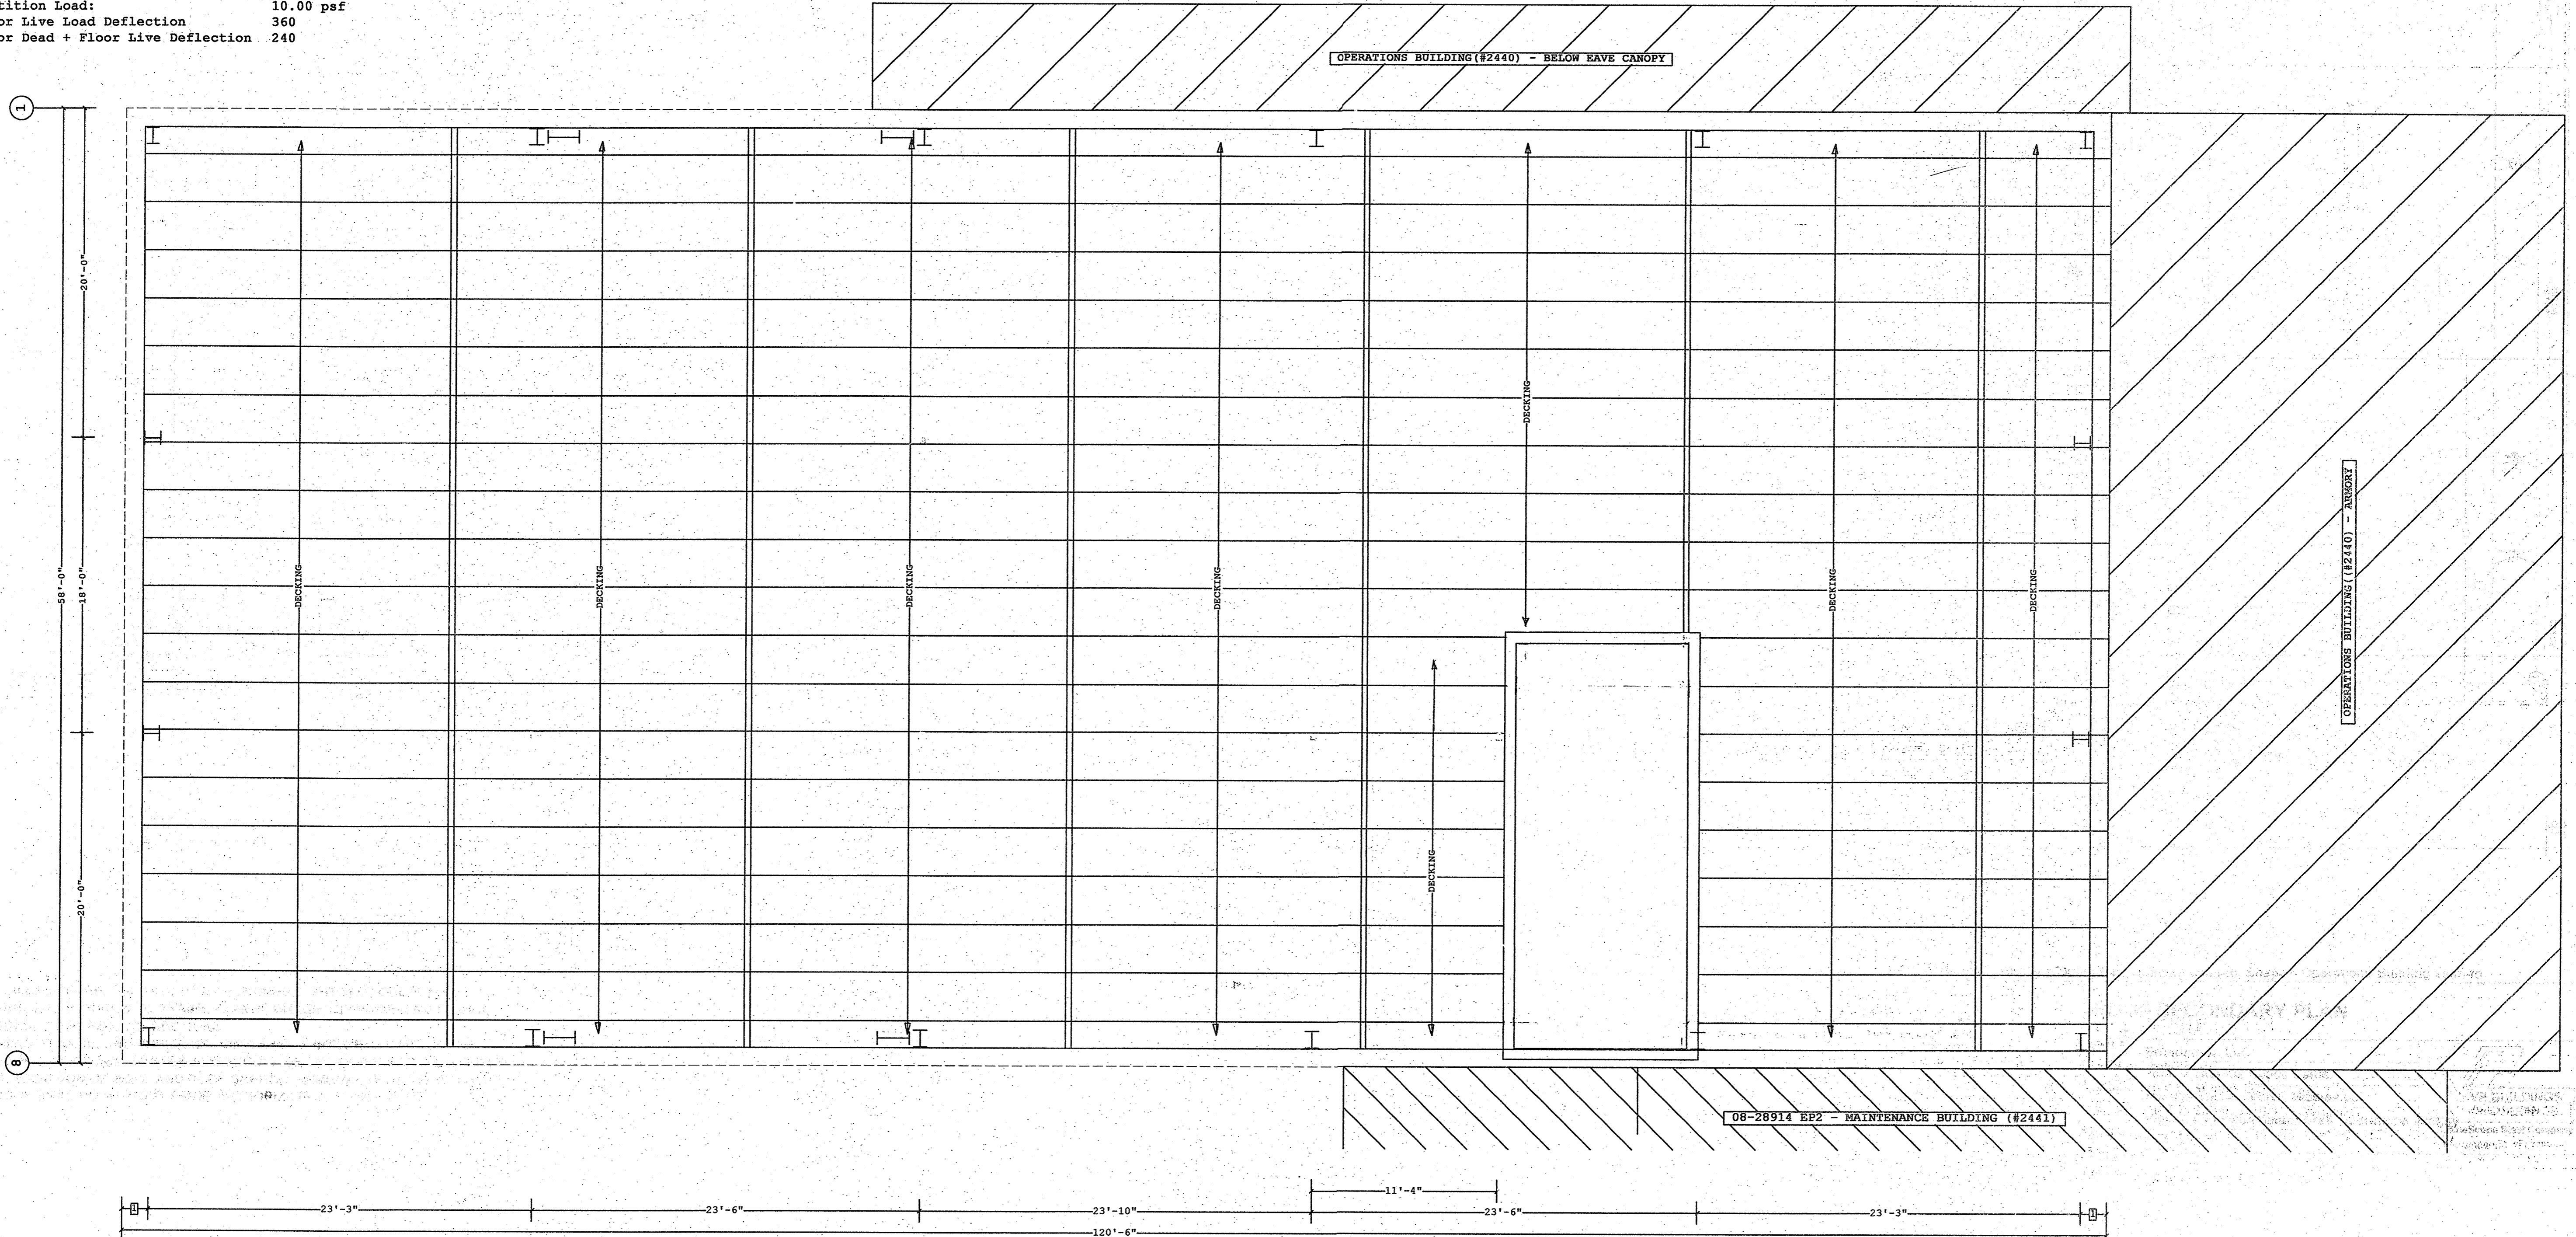 tition Load: 10.00 psf
or Live Load Deflection 360
or Dead + Floor Live Deflection 240
OPERATIONS BUILDING(#2440) - BELOW EAVE CANOPY
1
20'-0"
58'-0"
18'-0"
20'-0"
8
DECKING
DECKING
DECKING
DECKING
DECKING
DECKING
DECKING
DECKING
OPERATIONS BUILDING((#2440) - ARMORY
08-28914 EP2 - MAINTENANCE BUILDING (#2441)
11'-4"
1
23'-3"
23'-6"
23'-10"
23'-6"
23'-3"
1
120'-6"